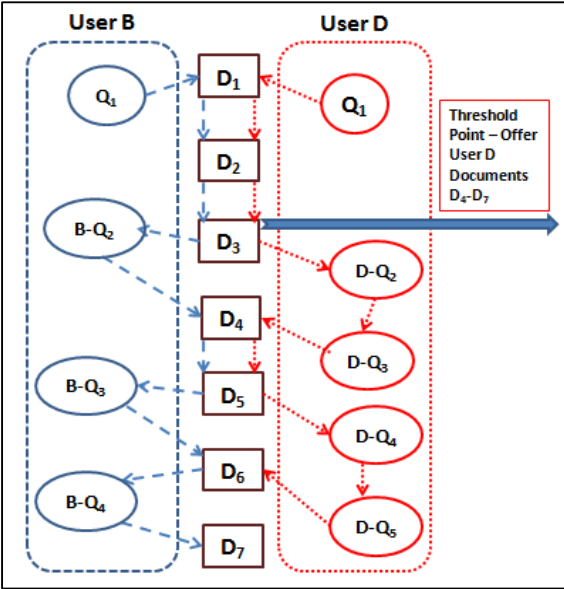 User B
User D
Q₁
D₁
Q₁
Threshold
Point – Offer
User D
Documents
D₄-D₇
D₂
B-Q₂
D₃
D-Q₂
D₄
D-Q₃
B-Q₃
D₅
D-Q₄
D₆
B-Q₄
D-Q₅
D₇